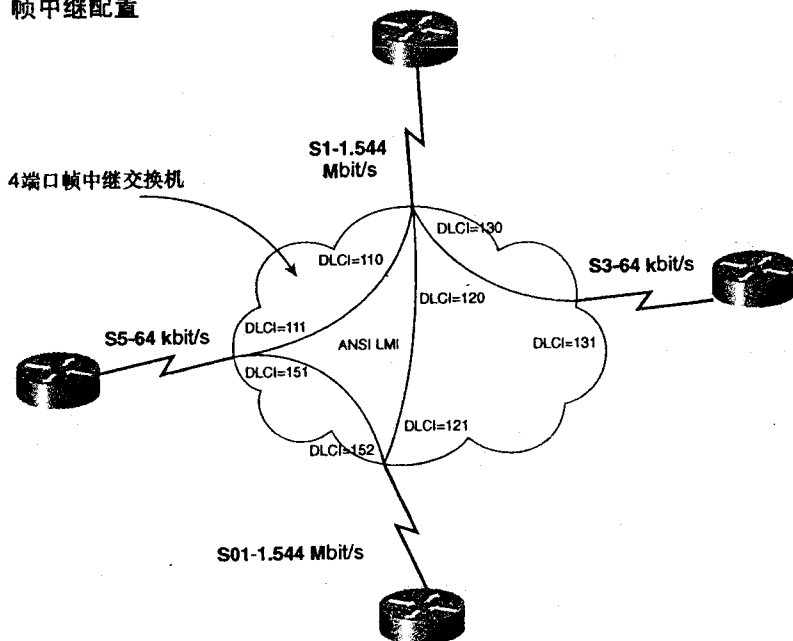 帧中继配置
S1-1.544
Mbit/s
4端口帧中继交换机
DLCI=130
DLCI=110
S3-64 kbit/s
DLCI=120
DLCI=111
S5-64 kbit/s
ANSI LMI
DLCI=131
DLCI=151
DLCI=121
DLCI=152
S01-1.544 Mbit/s